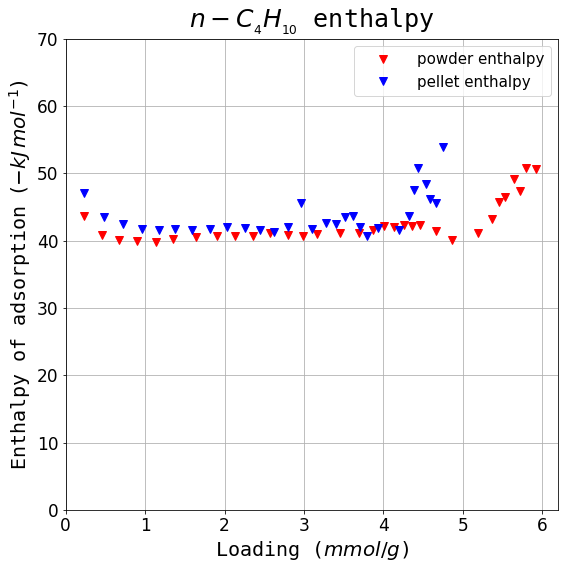 n − C₄H₁₀ enthalpy
powder enthalpy
pellet enthalpy
Enthalpy of adsorption (−kJmol⁻¹)
70
60
50
40
30
20
10
0
0 1 2 3 4 5 6
Loading (mmol/g)